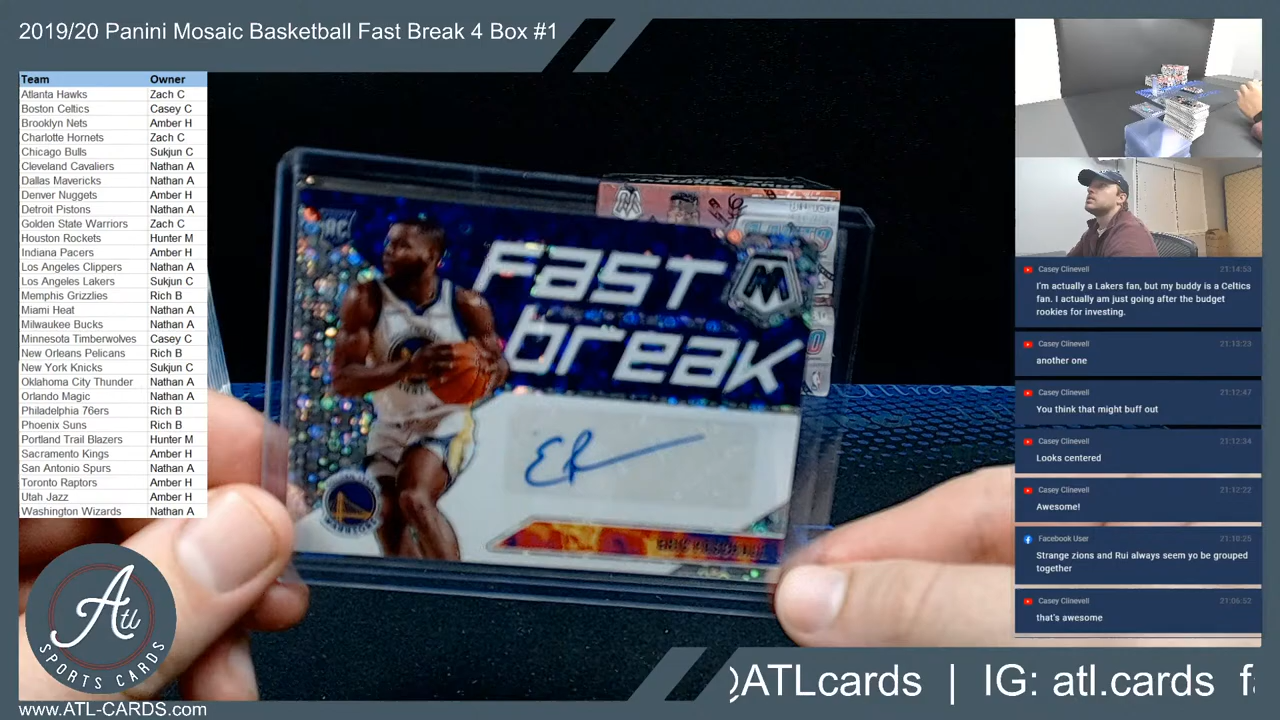 2019/20 Panini Mosaic Basketball Fast Break 4 Box #1
Team Owner
Atlanta Hawks Zach C
Boston Celtics Casey C
Brooklyn Nets Amber H
Charlotte Hornets Zach C
Chicago Bulls Sukjun C
Cleveland Cavaliers Nathan A
Dallas Mavericks Nathan A
Denver Nuggets Amber H
Detroit Pistons Nathan A
Golden State Warriors Zach C
Houston Rockets Hunter M
Indiana Pacers Amber H
Los Angeles Clippers Nathan A
Los Angeles Lakers Sukjun C
Memphis Grizzlies Rich B
Miami Heat Nathan A
Milwaukee Bucks Nathan A
Minnesota Timberwolves Casey C
New Orleans Pelicans Rich B
New York Knicks Sukjun C
Oklahoma City Thunder Nathan A
Orlando Magic Nathan A
Philadelphia 76ers Rich B
Phoenix Suns Rich B
Portland Trail Blazers Hunter M
Sacramento Kings Amber H
San Antonio Spurs Nathan A
Toronto Raptors Amber H
Utah Jazz Amber H
Washington Wizards Nathan A
RC
Fast
break
ER
Atl
SPORTS CARDS
www.ATL-CARDS.com
Casey Clinevell 21:14:53
I'm actually a Lakers fan, but my buddy is a Celtics
fan. I actually am just going after the budget
rookies for investing.
Casey Clinevell 21:13:23
another one
Casey Clinevell 21:12:47
You think that might buff out
Casey Clinevell 21:12:34
Looks centered
Casey Clinevell 21:12:22
Awesome!
Facebook User 21:10:25
Strange zions and Rui always seem yo be grouped
together
Casey Clinevell 21:06:52
that's awesome
@ATLcards | IG: atl.cards